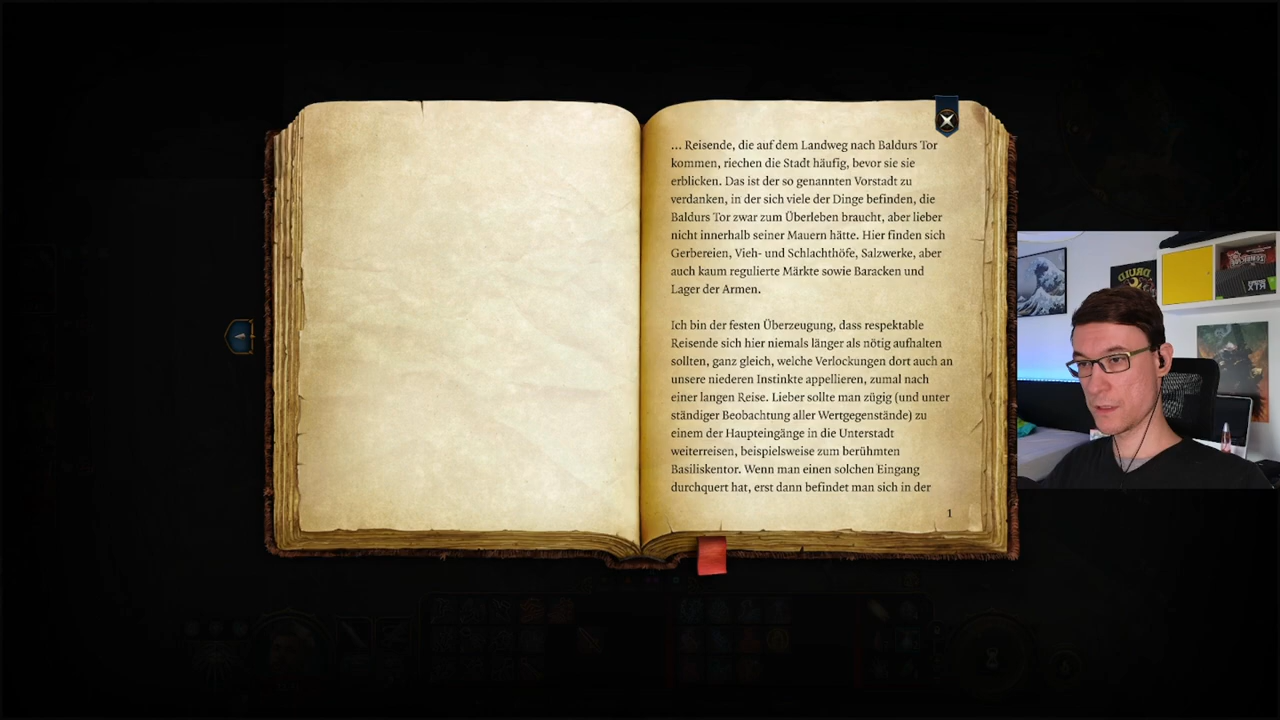 ... Reisende, die auf dem Landweg nach Baldurs Tor
kommen, riechen die Stadt häufig, bevor sie sie
erblicken. Das ist der so genannten Vorstadt zu
verdanken, in der sich viele der Dinge befinden, die
Baldurs Tor zwar zum Überleben braucht, aber lieber
nicht innerhalb seiner Mauern hätte. Hier finden sich
Gerbereien, Vieh- und Schlachthöfe, Salzwerke, aber
auch kaum regulierte Märkte sowie Baracken und
Lager der Armen.
Ich bin der festen Überzeugung, dass respektable
Reisende sich hier niemals länger als nötig aufhalten
sollten, ganz gleich, welche Verlockungen dort auch an
unsere niederen Instinkte appellieren, zumal nach
einer langen Reise. Lieber sollte man zügig (und unter
ständiger Beobachtung aller Wertgegenstände) zu
einem der Haupteingänge in die Unterstadt
weiterreisen, beispielsweise zum berühmten
Basiliskentor. Wenn man einen solchen Eingang
durchquert hat, erst dann befindet man sich in der
1
DRUID